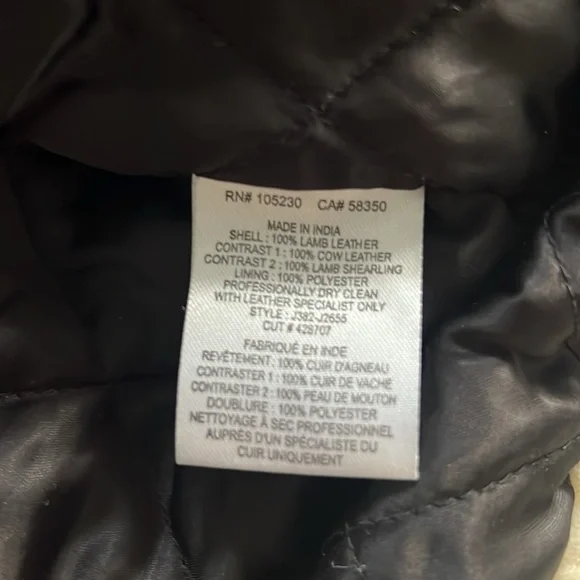 RN# 105230 CA# 58350
MADE IN INDIA
SHELL : 100% LAMB LEATHER
CONTRAST 1 : 100% COW LEATHER
CONTRAST 2 : 100% LAMB SHEARLING
LINING : 100% POLYESTER
PROFESSIONALLY DRY CLEAN
WITH LEATHER SPECIALIST ONLY
STYLE : J382-J2655
CUT # 428707
FABRIQUÉ EN INDE
REVÊTEMENT : 100% CUIR D'AGNEAU
CONTRASTER 1 : 100% CUIR DE VACHE
CONTRASTER 2 : 100% PEAU DE MOUTON
DOUBLURE : 100% POLYESTER
NETTOYAGE À SEC PROFESSIONNEL
AUPRÈS D'UN SPÉCIALISTE DU
CUIR UNIQUEMENT